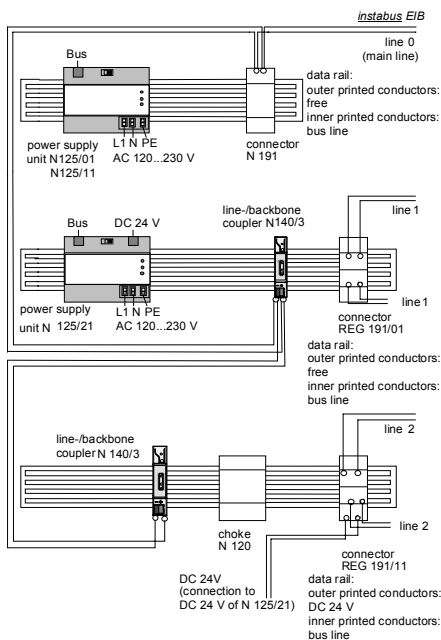 instabus EIB
line 0
(main line)
Bus
data rail:
outer printed conductors:
free
inner printed conductors:
bus line
power supply
unit N125/01
N125/11
L1 N PE
AC 120...230 V
connector
N 191
line-/backbone
coupler N140/3
line 1
Bus
DC 24 V
power supply
unit N 125/21
L1 N PE
AC 120...230 V
line1
connector
REG 191/01
data rail:
outer printed conductors:
free
inner printed conductors:
bus line
line 2
line-/backbone
coupler N 140/3
line 2
choke
N 120
connector
REG 191/11
DC 24V
(connection to
DC 24 V of N 125/21)
data rail:
outer printed conductors:
DC 24 V
inner printed conductors:
bus line